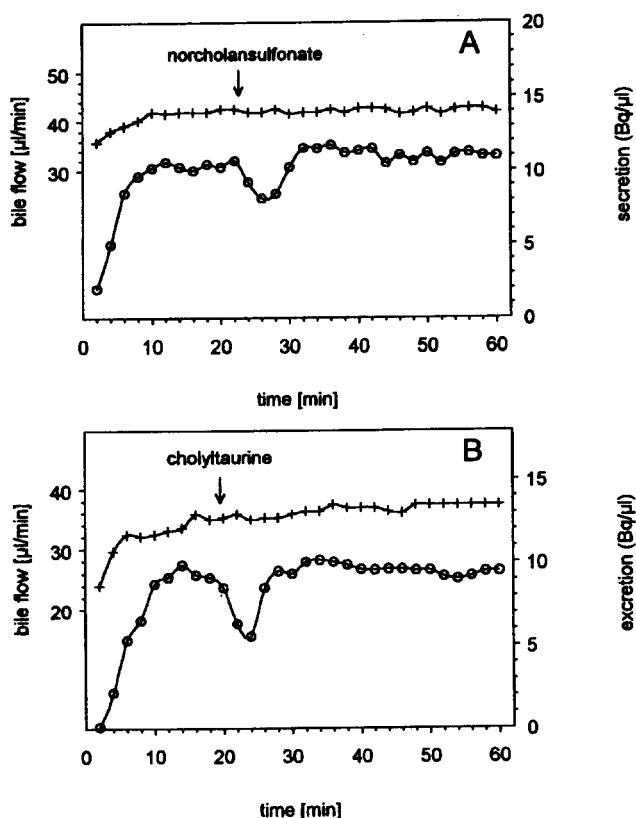 A
norcholansulfonate
50
40
30
20
15
10
5
0
bile flow [µl/min]
secretion (Bq/µl)
0 10 20 30 40 50 60
time [min]
B
cholyltaurine
40
30
20
15
10
5
0
bile flow [µl/min]
excretion (Bq/µl)
0 10 20 30 40 50 60
time [min]